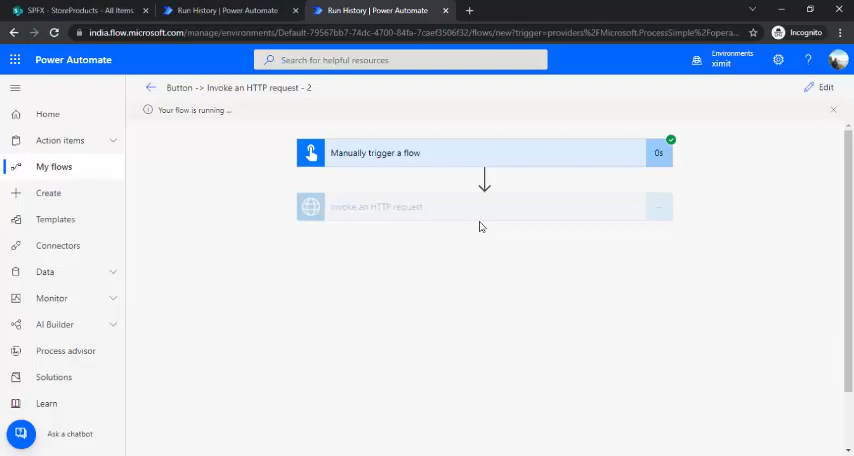 SPFX - StoreProducts - All Items
Run History | Power Automate
Run History | Power Automate
india.flow.microsoft.com/manage/environments/Default-79567bb7-74dc-4700-84fa-7caef3506f32/flows/new?trigger=providers%2FMicrosoft.ProcessSimple%2Fopera...
Incognito
Power Automate
Search for helpful resources
Environments
ximit
Button -> Invoke an HTTP request - 2
Edit
Your flow is running ...
Home
Action items
My flows
Create
Templates
Connectors
Data
Monitor
AI Builder
Process advisor
Solutions
Learn
Ask a chatbot
Manually trigger a flow
0s
Invoke an HTTP request